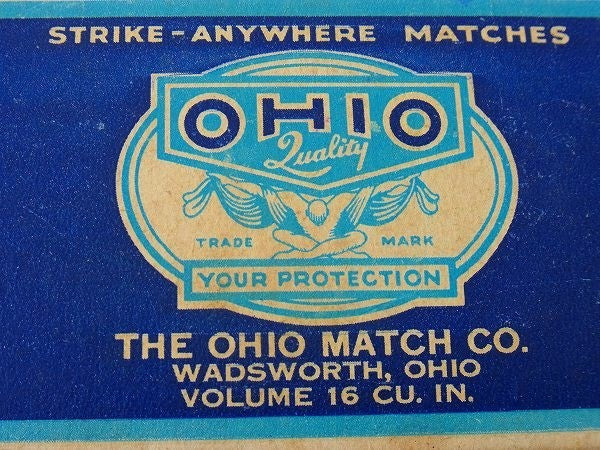 STRIKE-ANYWHERE MATCHES
OHIO
Quality
TRADE MARK
YOUR PROTECTION
THE OHIO MATCH CO.
WADSWORTH, OHIO
VOLUME 16 CU. IN.